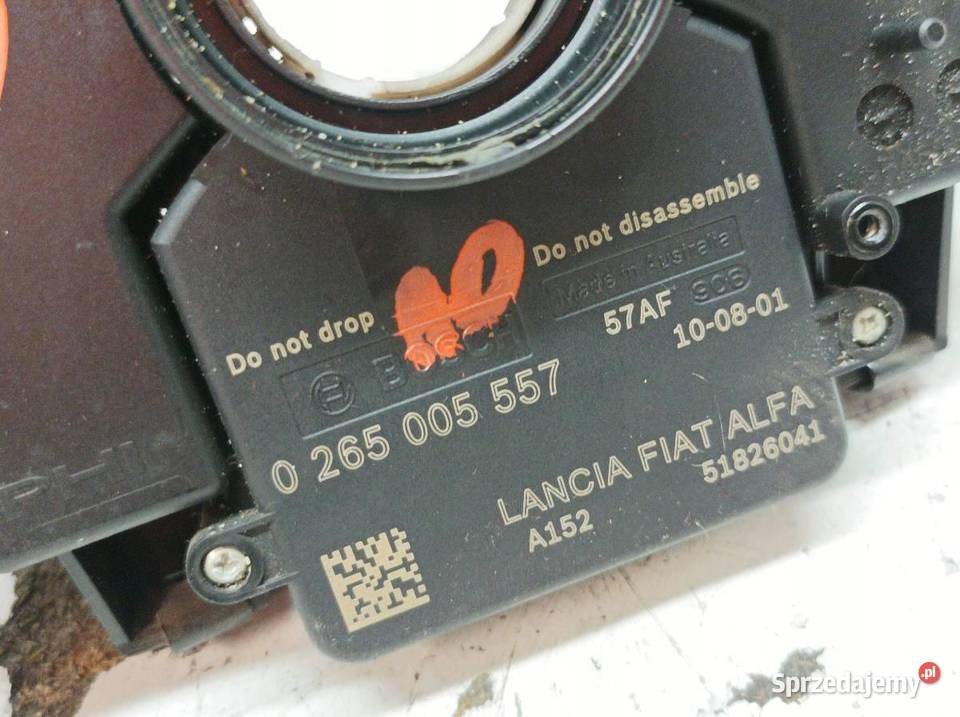 Do not drop
Do not disassemble
Made in Australia
906
BOSCH
57AF
10-08-01
0 265 005 557
LANCIA FIAT ALFA
A152
51826041
Sprzedajemy.pl